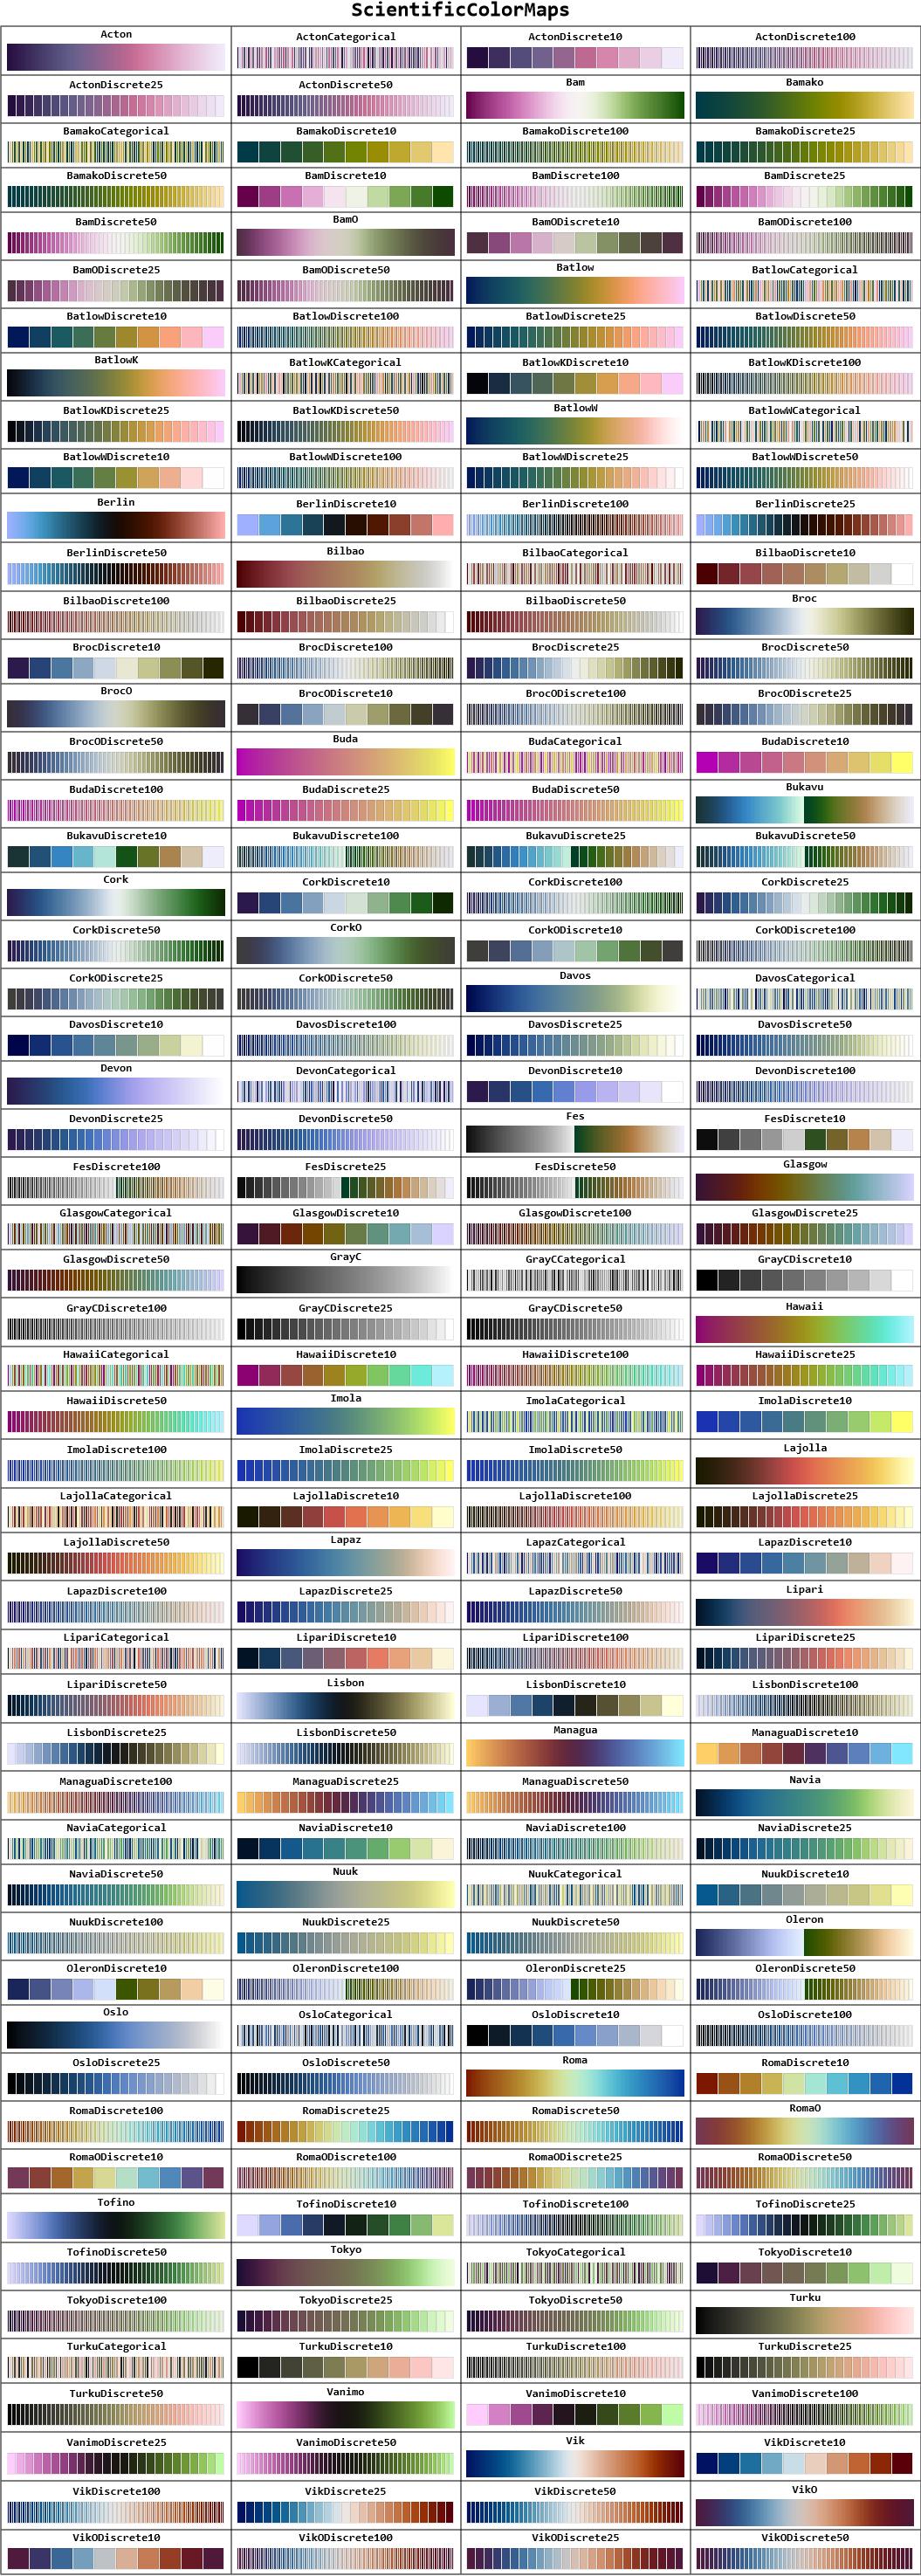 ScientificColorMaps
Acton ActonCategorical ActonDiscrete10 ActonDiscrete100
ActonDiscrete25 ActonDiscrete50 Bam Bamako
BamakoCategorical BamakoDiscrete10 BamakoDiscrete100 BamakoDiscrete25
BamakoDiscrete50 BamDiscrete10 BamDiscrete100 BamDiscrete25
BamDiscrete50 BamO BamODiscrete10 BamODiscrete100
BamODiscrete25 BamODiscrete50 Batlow BatlowCategorical
BatlowDiscrete10 BatlowDiscrete100 BatlowDiscrete25 BatlowDiscrete50
BatlowK BatlowKCategorical BatlowKDiscrete10 BatlowKDiscrete100
BatlowKDiscrete25 BatlowKDiscrete50 BatlowW BatlowWCategorical
BatlowWDiscrete10 BatlowWDiscrete100 BatlowWDiscrete25 BatlowWDiscrete50
Berlin BerlinDiscrete10 BerlinDiscrete100 BerlinDiscrete25
BerlinDiscrete50 Bilbao BilbaoCategorical BilbaoDiscrete10
BilbaoDiscrete100 BilbaoDiscrete25 BilbaoDiscrete50 Broc
BrocDiscrete10 BrocDiscrete100 BrocDiscrete25 BrocDiscrete50
BrocO BrocODiscrete10 BrocODiscrete100 BrocODiscrete25
BrocODiscrete50 Buda BudaCategorical BudaDiscrete10
BudaDiscrete100 BudaDiscrete25 BudaDiscrete50 Bukavu
BukavuDiscrete10 BukavuDiscrete100 BukavuDiscrete25 BukavuDiscrete50
Cork CorkDiscrete10 CorkDiscrete100 CorkDiscrete25
CorkDiscrete50 CorkO CorkODiscrete10 CorkODiscrete100
CorkODiscrete25 CorkODiscrete50 Davos DavosCategorical
DavosDiscrete10 DavosDiscrete100 DavosDiscrete25 DavosDiscrete50
Devon DevonCategorical DevonDiscrete10 DevonDiscrete100
DevonDiscrete25 DevonDiscrete50 Fes FesDiscrete10
FesDiscrete100 FesDiscrete25 FesDiscrete50 Glasgow
GlasgowCategorical GlasgowDiscrete10 GlasgowDiscrete100 GlasgowDiscrete25
GlasgowDiscrete50 GrayC GrayCCategorical GrayCDiscrete10
GrayCDiscrete100 GrayCDiscrete25 GrayCDiscrete50 Hawaii
HawaiiCategorical HawaiiDiscrete10 HawaiiDiscrete100 HawaiiDiscrete25
HawaiiDiscrete50 Imola ImolaCategorical ImolaDiscrete10
ImolaDiscrete100 ImolaDiscrete25 ImolaDiscrete50 Lajolla
LajollaCategorical LajollaDiscrete10 LajollaDiscrete100 LajollaDiscrete25
LajollaDiscrete50 Lapaz LapazCategorical LapazDiscrete10
LapazDiscrete100 LapazDiscrete25 LapazDiscrete50 Lipari
LipariCategorical LipariDiscrete10 LipariDiscrete100 LipariDiscrete25
LipariDiscrete50 Lisbon LisbonDiscrete10 LisbonDiscrete100
LisbonDiscrete25 LisbonDiscrete50 Managua ManaguaDiscrete10
ManaguaDiscrete100 ManaguaDiscrete25 ManaguaDiscrete50 Navia
NaviaCategorical NaviaDiscrete10 NaviaDiscrete100 NaviaDiscrete25
NaviaDiscrete50 Nuuk NuukCategorical NuukDiscrete10
NuukDiscrete100 NuukDiscrete25 NuukDiscrete50 Oleron
OleronDiscrete10 OleronDiscrete100 OleronDiscrete25 OleronDiscrete50
Oslo OsloCategorical OsloDiscrete10 OsloDiscrete100
OsloDiscrete25 OsloDiscrete50 Roma RomaDiscrete10
RomaDiscrete100 RomaDiscrete25 RomaDiscrete50 RomaO
RomaODiscrete10 RomaODiscrete100 RomaODiscrete25 RomaODiscrete50
Tofino TofinoDiscrete10 TofinoDiscrete100 TofinoDiscrete25
TofinoDiscrete50 Tokyo TokyoCategorical TokyoDiscrete10
TokyoDiscrete100 TokyoDiscrete25 TokyoDiscrete50 Turku
TurkuCategorical TurkuDiscrete10 TurkuDiscrete100 TurkuDiscrete25
TurkuDiscrete50 Vanimo VanimoDiscrete10 VanimoDiscrete100
VanimoDiscrete25 VanimoDiscrete50 Vik VikDiscrete10
VikDiscrete100 VikDiscrete25 VikDiscrete50 VikO
VikODiscrete10 VikODiscrete100 VikODiscrete25 VikODiscrete50